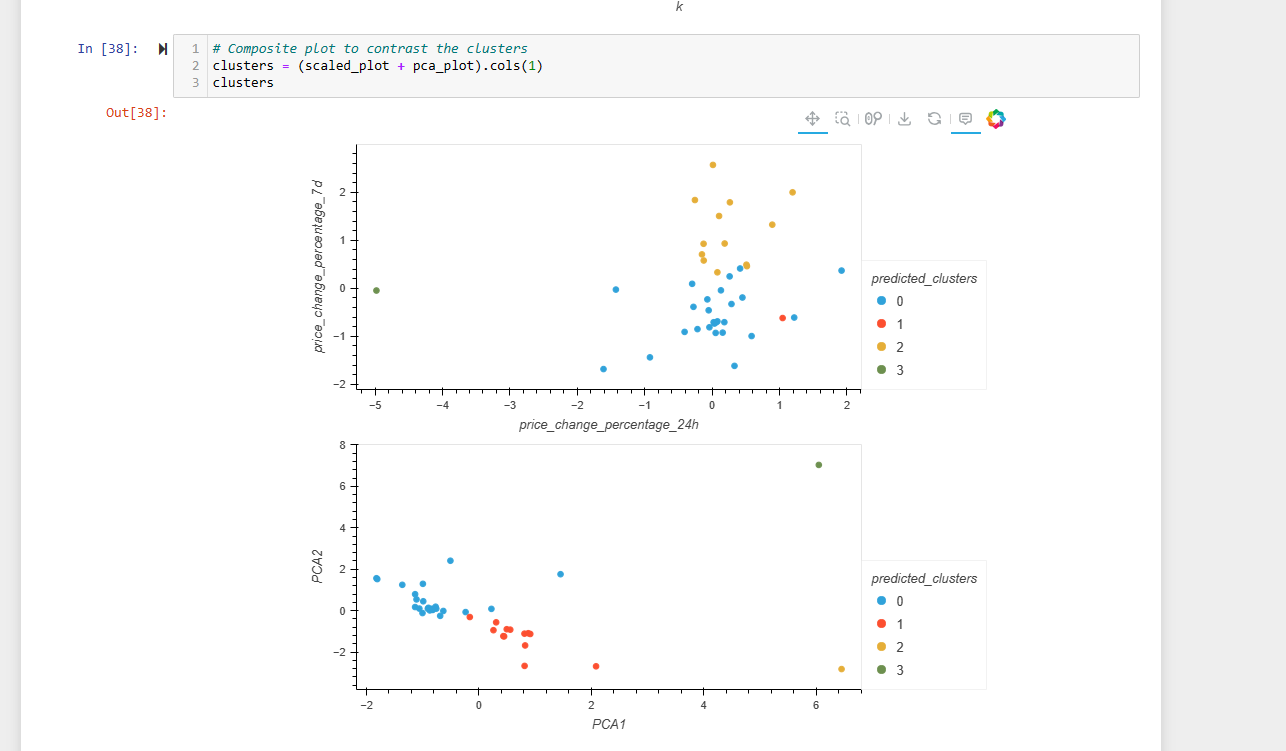 k
In [38]:
1 # Composite plot to contrast the clusters
2 clusters = (scaled_plot + pca_plot).cols(1)
3 clusters
Out[38]:
price_change_percentage_7d
2
1
0
−1
−2
−5 −4 −3 −2 −1 0 1 2
price_change_percentage_24h
predicted_clusters
0
1
2
3
PCA2
8
6
4
2
0
−2
−2 0 2 4 6
PCA1
predicted_clusters
0
1
2
3